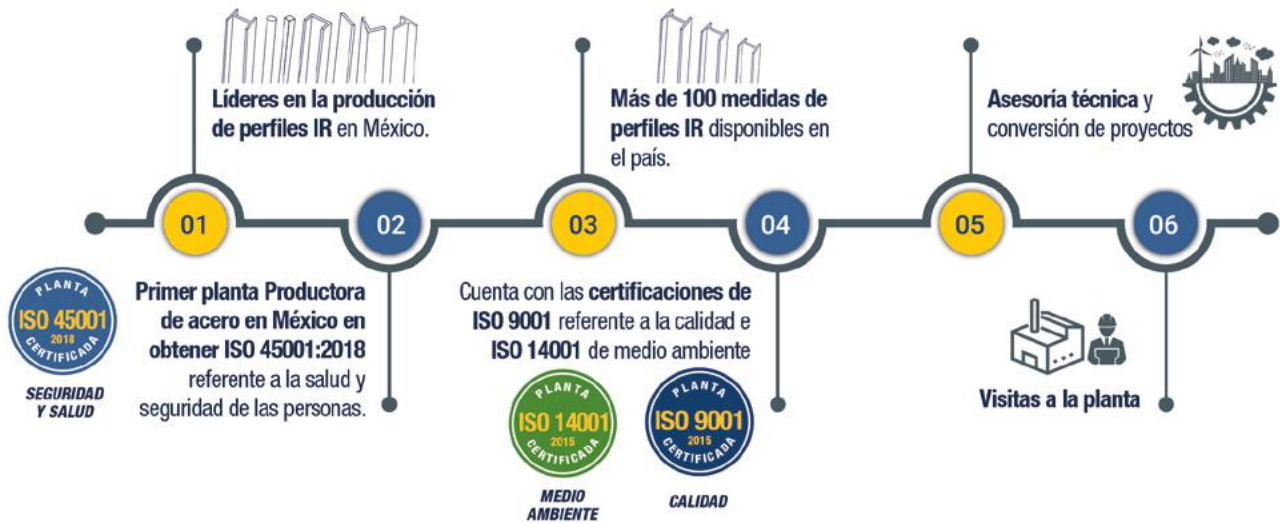 Líderes en la producción
de perfiles IR en México.
Más de 100 medidas de
perfiles IR disponibles en
el país.
Asesoría técnica y
conversión de proyectos
01
02
03
04
05
06
PLANTA
ISO 45001
2018
CERTIFICADA
SEGURIDAD
Y SALUD
Primer planta Productora
de acero en México en
obtener ISO 45001:2018
referente a la salud y
seguridad de las personas.
Cuenta con las certificaciones de
ISO 9001 referente a la calidad e
ISO 14001 de medio ambiente
PLANTA
ISO 14001
2015
CERTIFICADA
MEDIO
AMBIENTE
PLANTA
ISO 9001
2015
CERTIFICADA
CALIDAD
Visitas a la planta